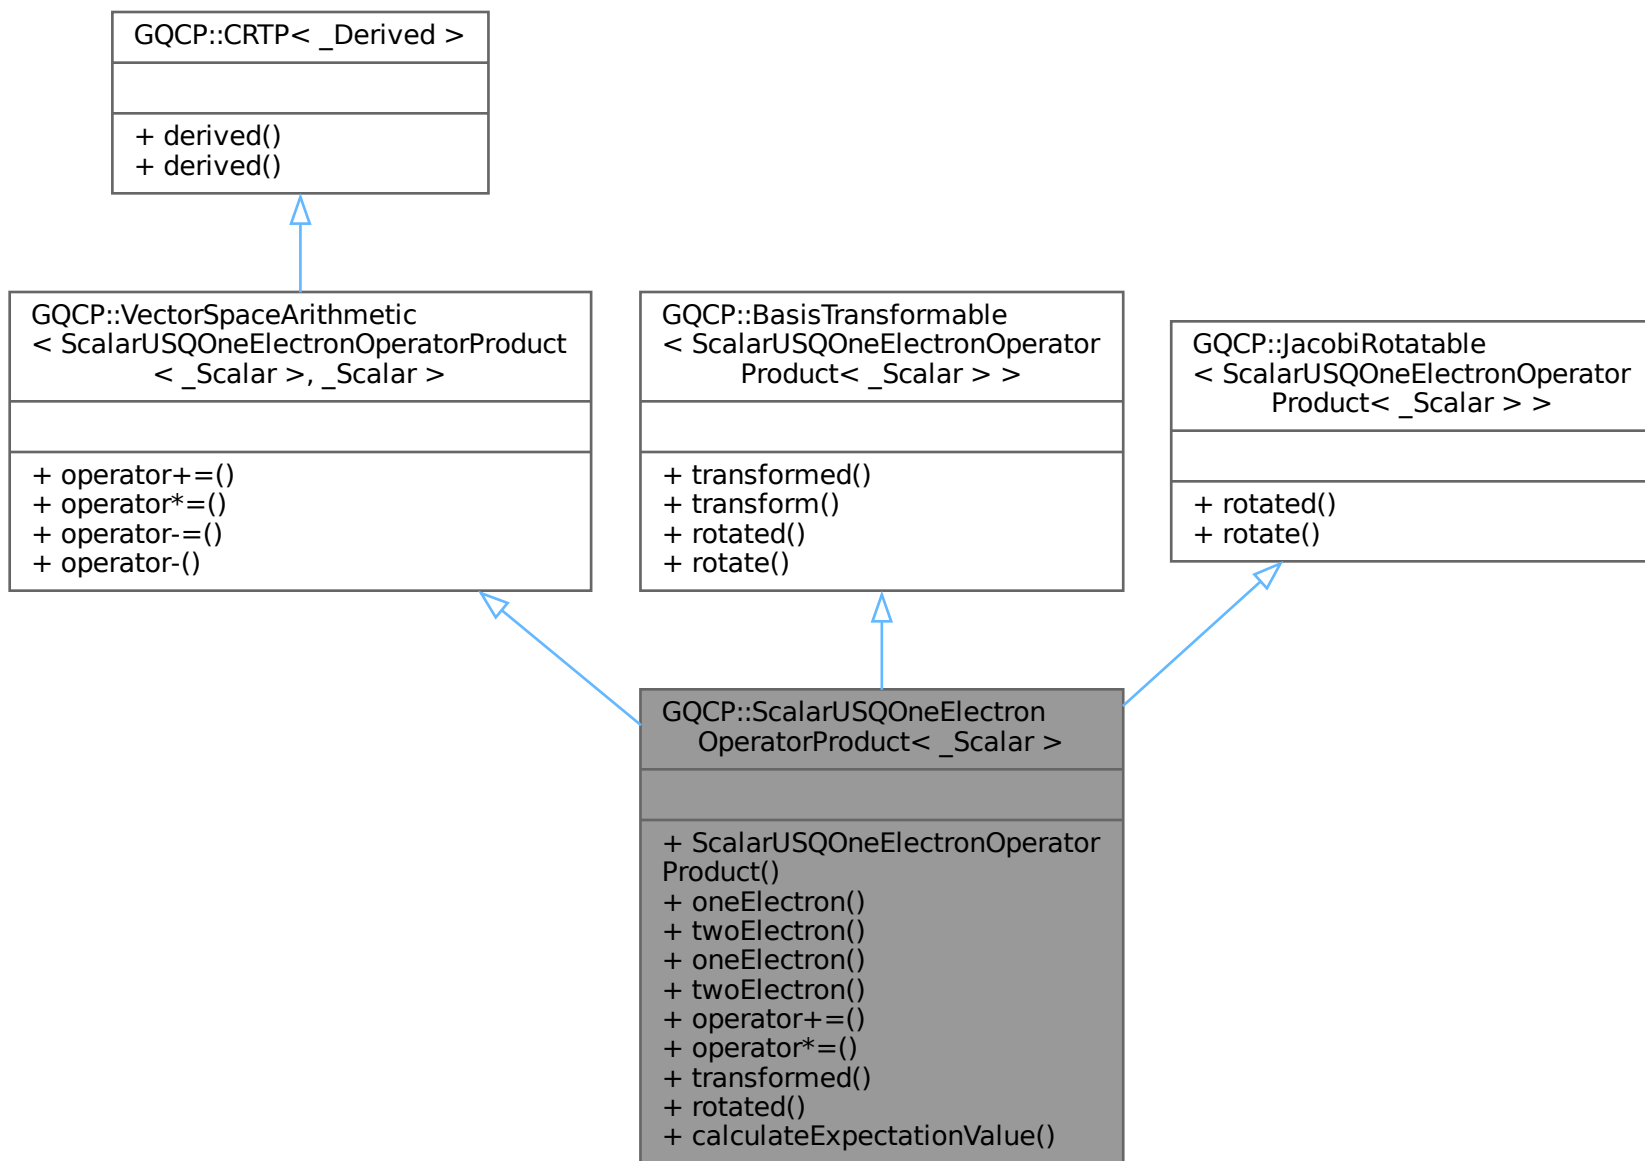 GQCP::CRTP< _Derived >
+ derived()
+ derived()
GQCP::VectorSpaceArithmetic
< ScalarUSQOneElectronOperatorProduct
< _Scalar >, _Scalar >
+ operator+=()
+ operator*=()
+ operator-=()
+ operator-()
GQCP::BasisTransformable
< ScalarUSQOneElectronOperator
Product< _Scalar > >
+ transformed()
+ transform()
+ rotated()
+ rotate()
GQCP::JacobiRotatable
< ScalarUSQOneElectronOperator
Product< _Scalar > >
+ rotated()
+ rotate()
GQCP::ScalarUSQOneElectron
OperatorProduct< _Scalar >
+ ScalarUSQOneElectronOperator
Product()
+ oneElectron()
+ twoElectron()
+ oneElectron()
+ twoElectron()
+ operator+=()
+ operator*=()
+ transformed()
+ rotated()
+ calculateExpectationValue()